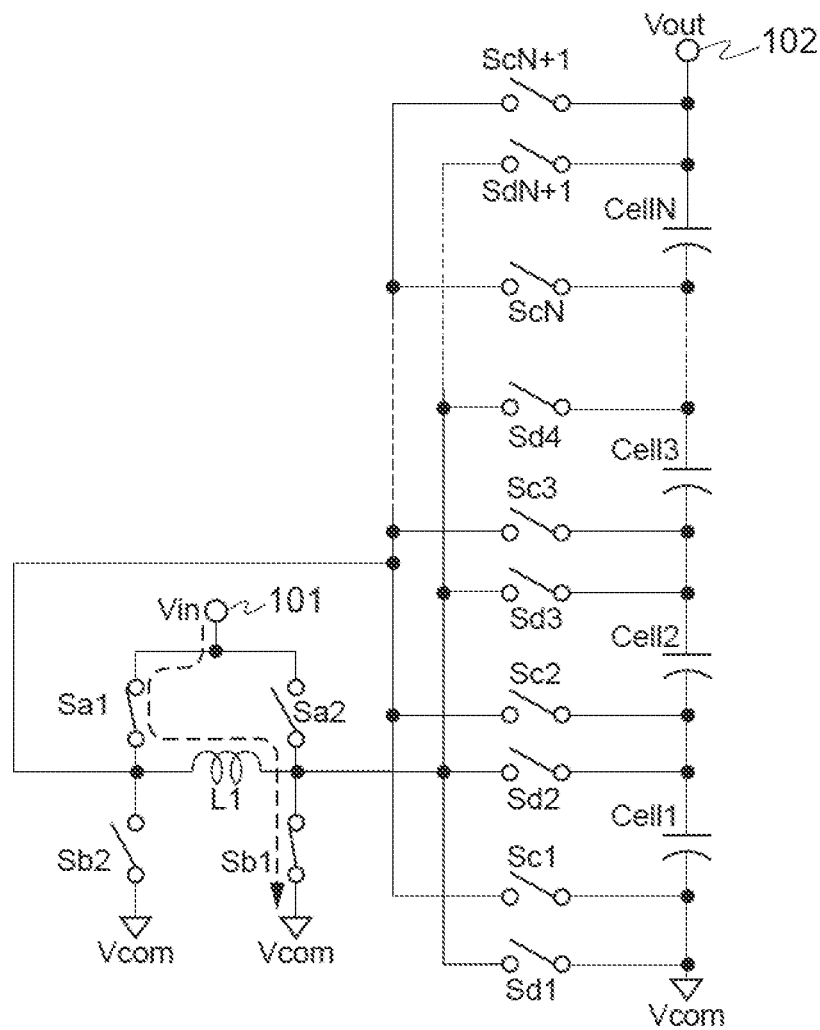 Vout
102
ScN+1
SdN+1
CellN
ScN
Sd4
Cell3
Sc3
Vin
101
Sd3
Cell2
Sa1
Sa2
Sc2
L1
Sd2
Cell1
Sb2
Sb1
Sc1
Vcom
Vcom
Sd1
Vcom